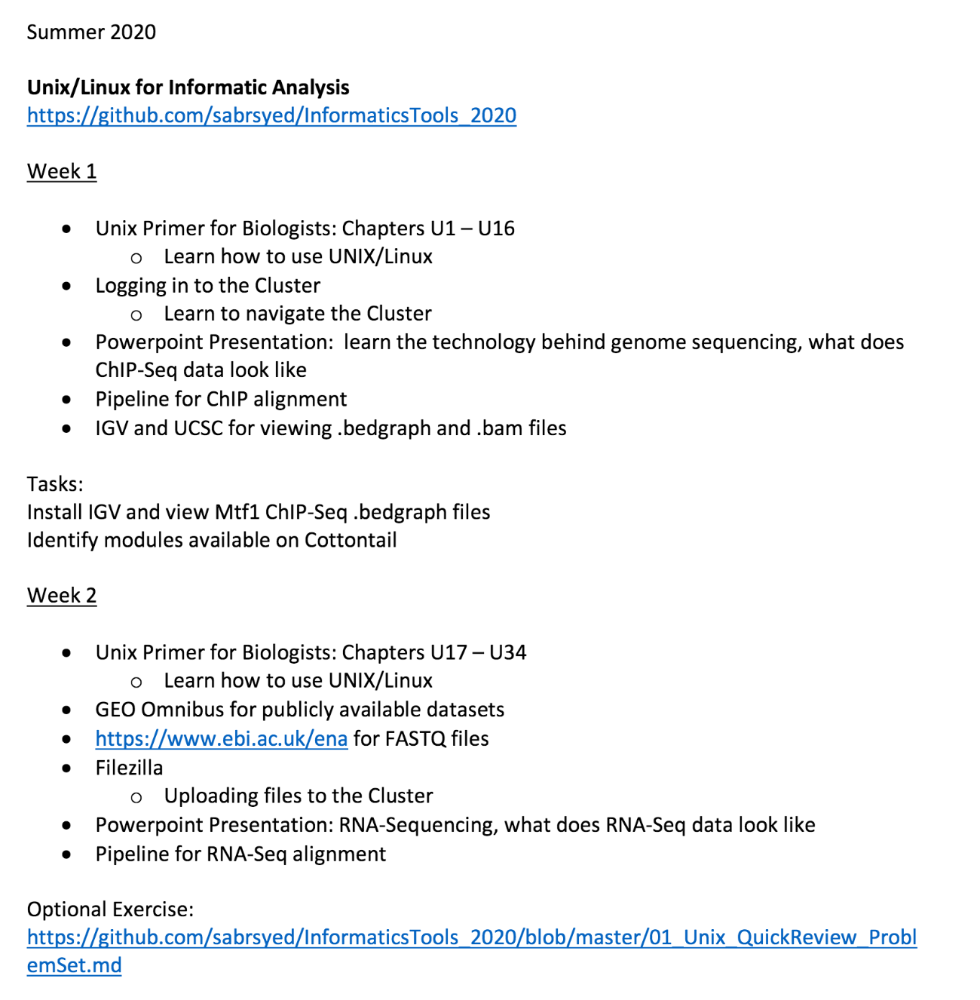 Summer 2020
Unix/Linux for Informatic Analysis
https://github.com/sabrsyed/InformaticsTools_2020
Week 1
• Unix Primer for Biologists: Chapters U1 – U16
o Learn how to use UNIX/Linux
• Logging in to the Cluster
o Learn to navigate the Cluster
• Powerpoint Presentation:  learn the technology behind genome sequencing, what does
ChIP-Seq data look like
• Pipeline for ChIP alignment
• IGV and UCSC for viewing .bedgraph and .bam files
Tasks:
Install IGV and view Mtf1 ChIP-Seq .bedgraph files
Identify modules available on Cottontail
Week 2
• Unix Primer for Biologists: Chapters U17 – U34
o Learn how to use UNIX/Linux
• GEO Omnibus for publicly available datasets
• https://www.ebi.ac.uk/ena for FASTQ files
• Filezilla
o Uploading files to the Cluster
• Powerpoint Presentation: RNA-Sequencing, what does RNA-Seq data look like
• Pipeline for RNA-Seq alignment
Optional Exercise:
https://github.com/sabrsyed/InformaticsTools_2020/blob/master/01_Unix_QuickReview_Probl
emSet.md